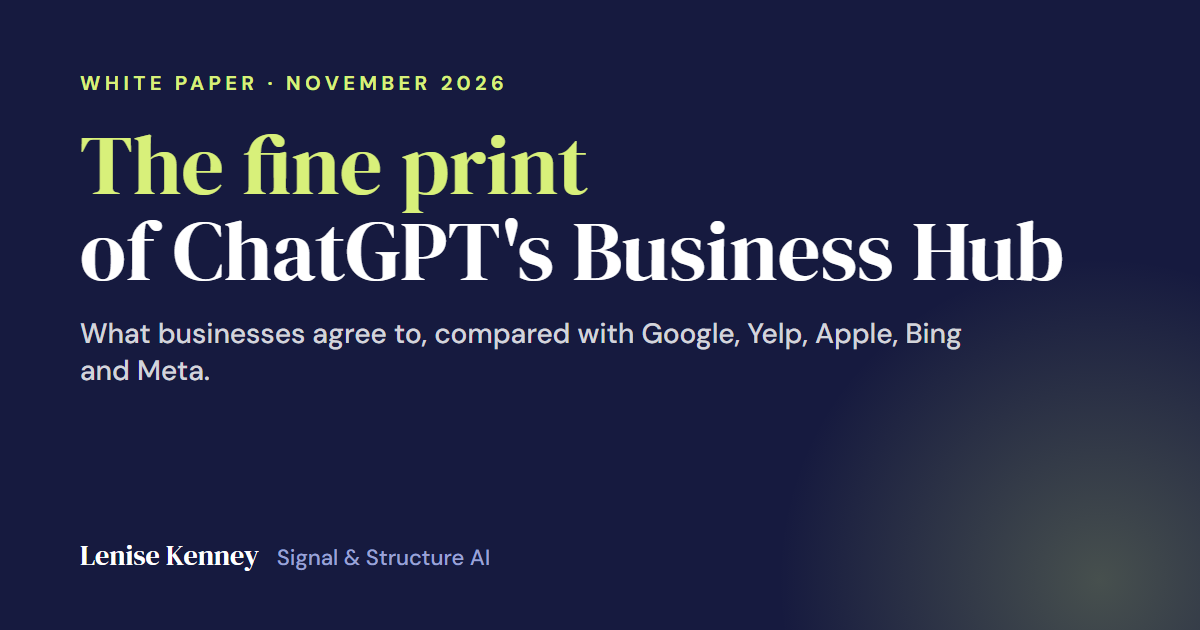 WHITE PAPER · NOVEMBER 2026
The fine print
of ChatGPT's Business Hub
What businesses agree to, compared with Google, Yelp, Apple, Bing
and Meta.
Lenise Kenney Signal & Structure AI